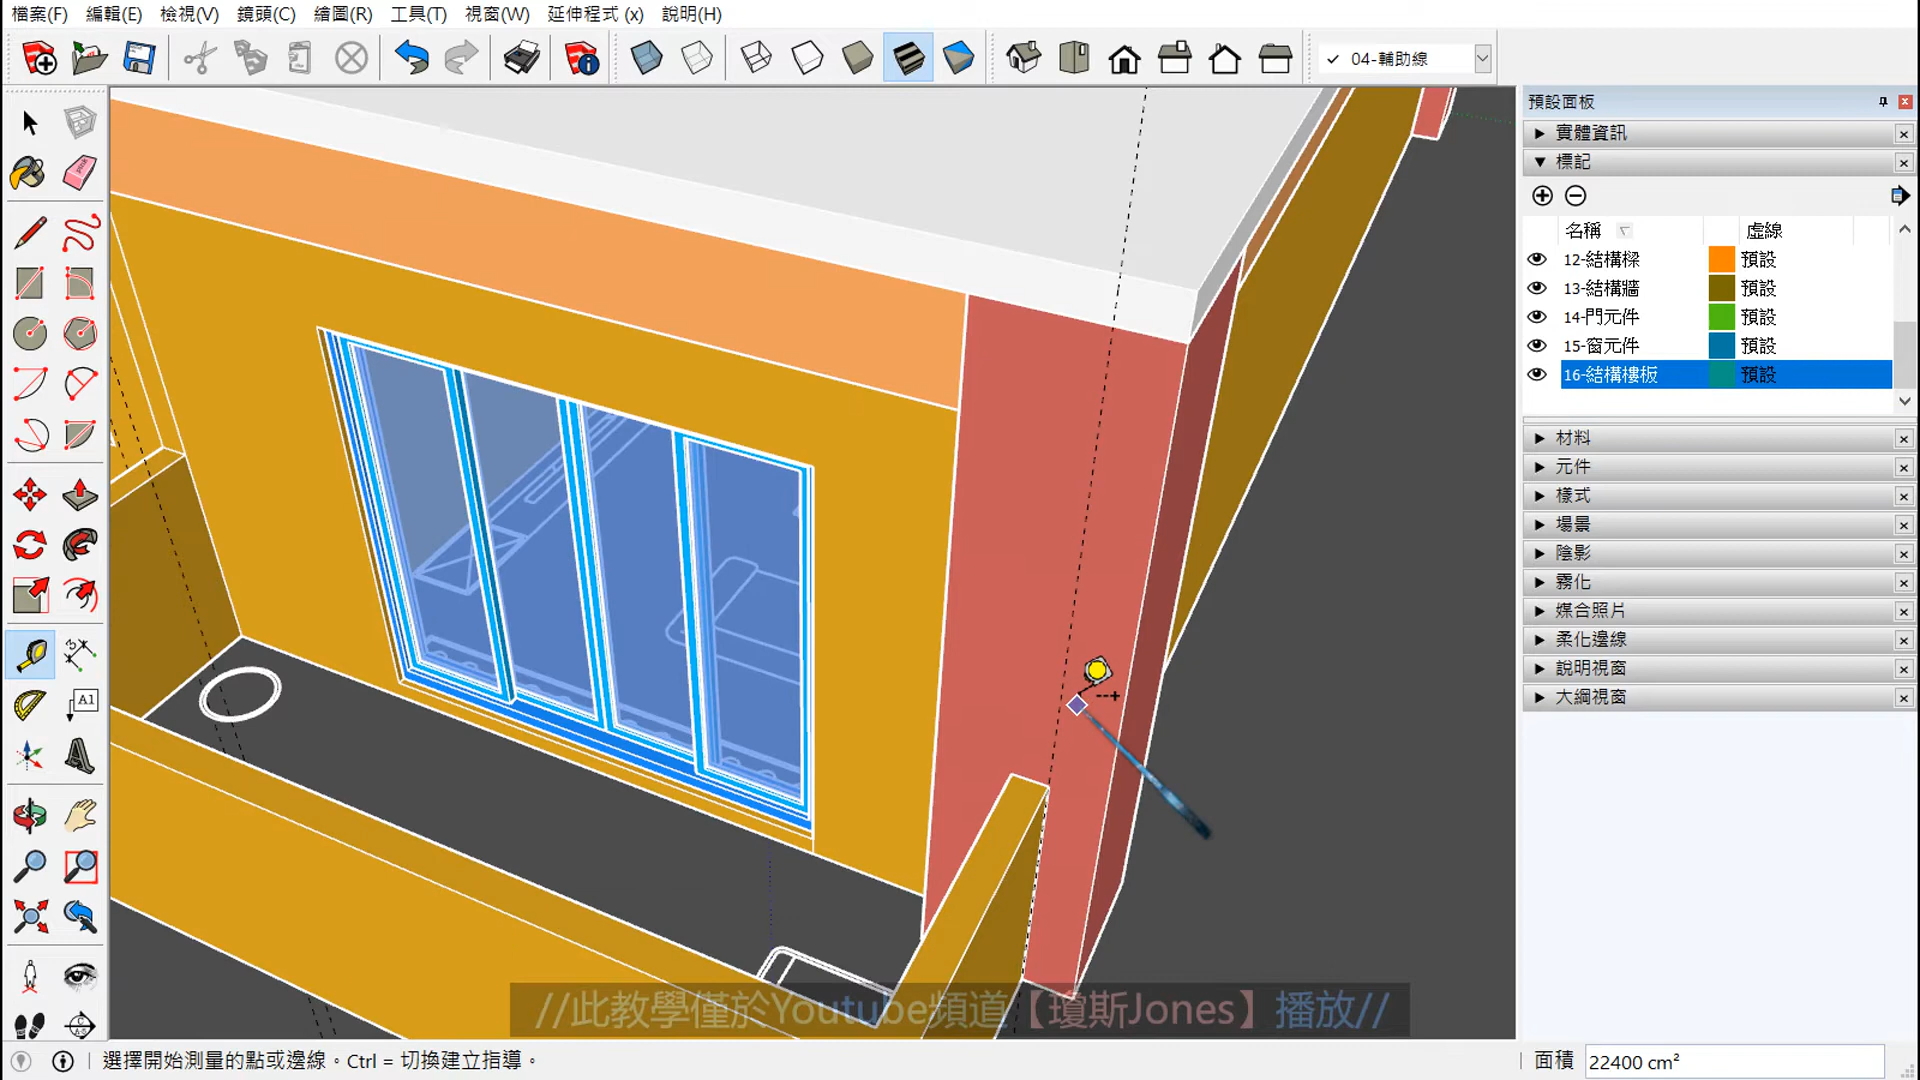 檔案(F) 編輯(E) 檢視(V) 鏡頭(C) 繪圖(R) 工具(T) 視窗(W) 延伸程式 (x) 說明(H)
✓ 04-輔助線
預設面板
實體資訊
標記
名稱 虛線
12-結構樑 預設
13-結構牆 預設
14-門元件 預設
15-窗元件 預設
16-結構樓板 預設
材料
元件
樣式
場景
陰影
霧化
媒合照片
柔化邊線
說明視窗
大綱視窗
A1
//此教學僅於Youtube頻道【瓊斯Jones】播放//
選擇開始測量的點或邊線。Ctrl = 切換建立指導。
面積 22400 cm²